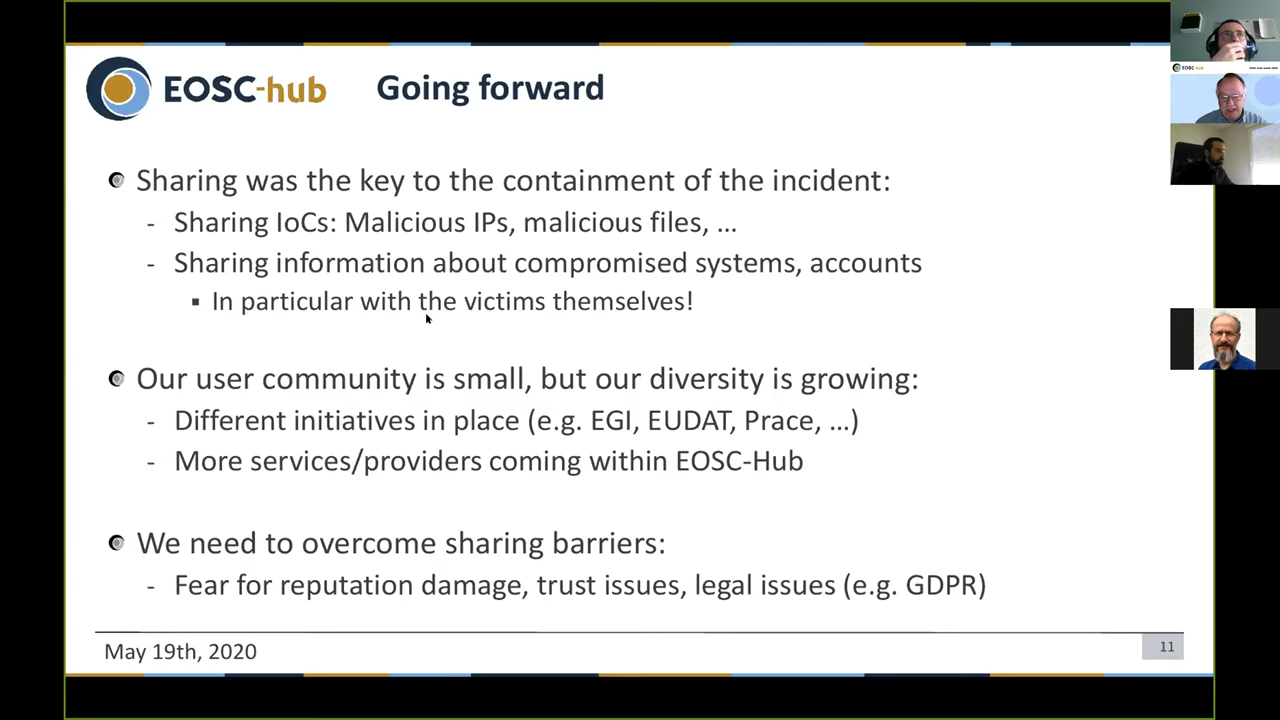 EOSC-hub
Going forward
Sharing was the key to the containment of the incident:
- Sharing IoCs: Malicious IPs, malicious files, ...
- Sharing information about compromised systems, accounts
▪ In particular with the victims themselves!
Our user community is small, but our diversity is growing:
- Different initiatives in place (e.g. EGI, EUDAT, Prace, ...)
- More services/providers coming within EOSC-Hub
We need to overcome sharing barriers:
- Fear for reputation damage, trust issues, legal issues (e.g. GDPR)
May 19th, 2020
11